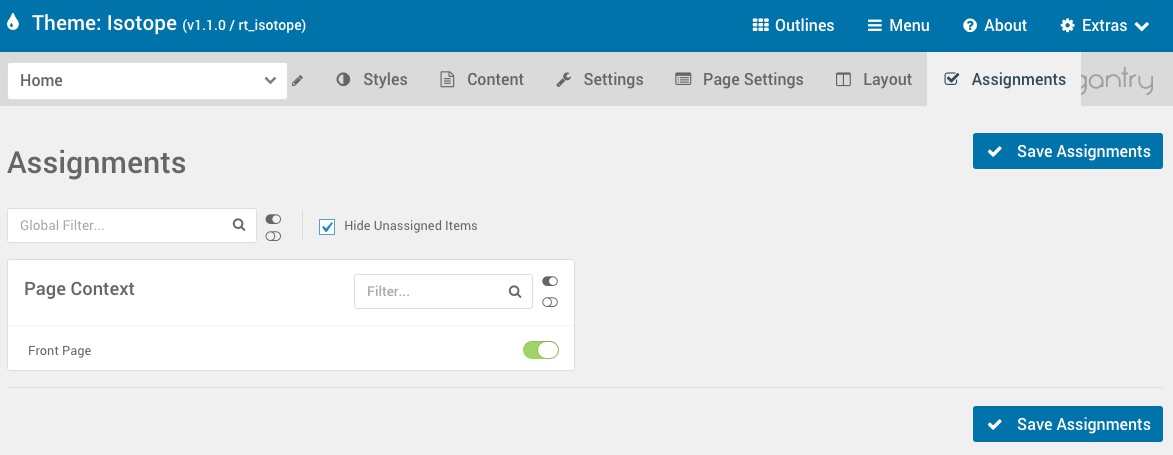 Theme: Isotope (v1.1.0 / rt_isotope)
Outlines
Menu
About
Extras
Home
Styles
Content
Settings
Page Settings
Layout
Assignments
gantry
Assignments
Save Assignments
Global Filter...
Hide Unassigned Items
Page Context
Filter...
Front Page
Save Assignments